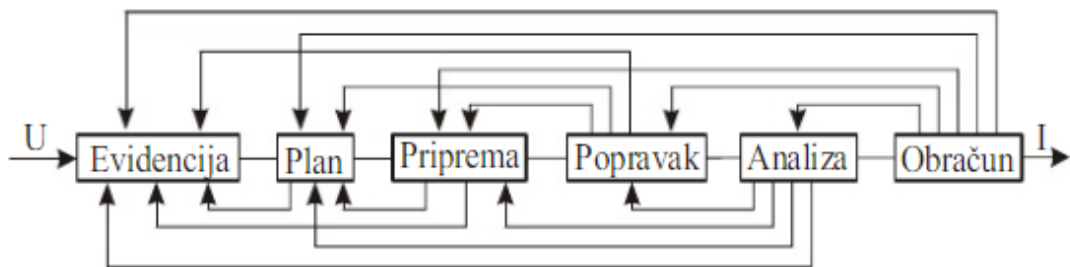 U
Evidencija
Plan
Priprema
Popravak
Analiza
Obračun
I